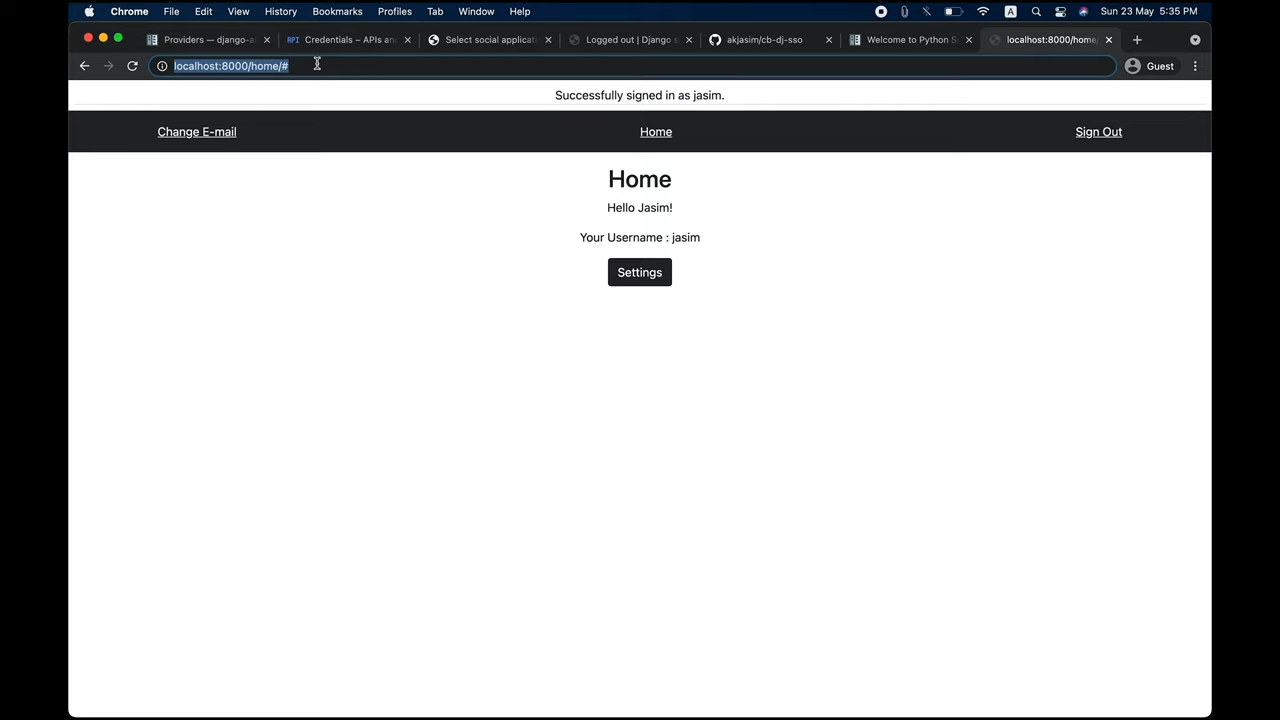 Chrome File Edit View History Bookmarks Profiles Tab Window Help A Sun 23 May 5:35 PM
Providers — django-al API Credentials – APIs an Select social applicat Logged out | Django s akjasim/cb-dj-sso Welcome to Python S localhost:8000/home/
localhost:8000/home/# Guest
Successfully signed in as jasim.
Change E-mail Home Sign Out
Home
Hello Jasim!
Your Username : jasim
Settings